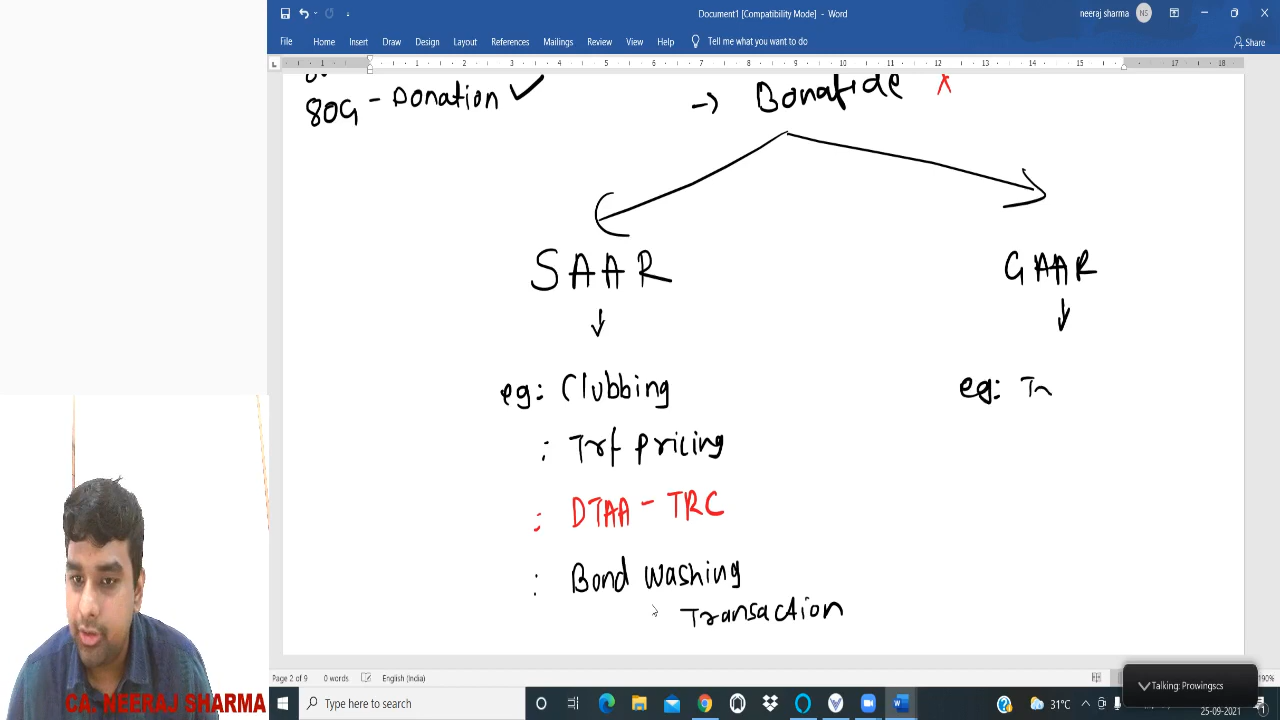 Document1 [Compatibility Mode] - Word
neeraj sharma NS
File Home Insert Draw Design Layout References Mailings Review View Help Tell me what you want to do
Share
80G - Donation
→ Bonafide X
SAAR
GAAR
eg: Clubbing
eg: Tr
: Trf pricing
: DTAA - TRC
: Bond Washing
Transaction
CA. NEERAJ SHARMA
Page 2 of 9 0 words English (India)
190%
Talking: Prowingscs
Type here to search
31°C
25-09-2021